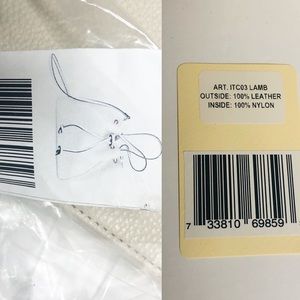 ART. ITC03 LAMB
OUTSIDE: 100% LEATHER
INSIDE: 100% NYLON
7 33810 69859